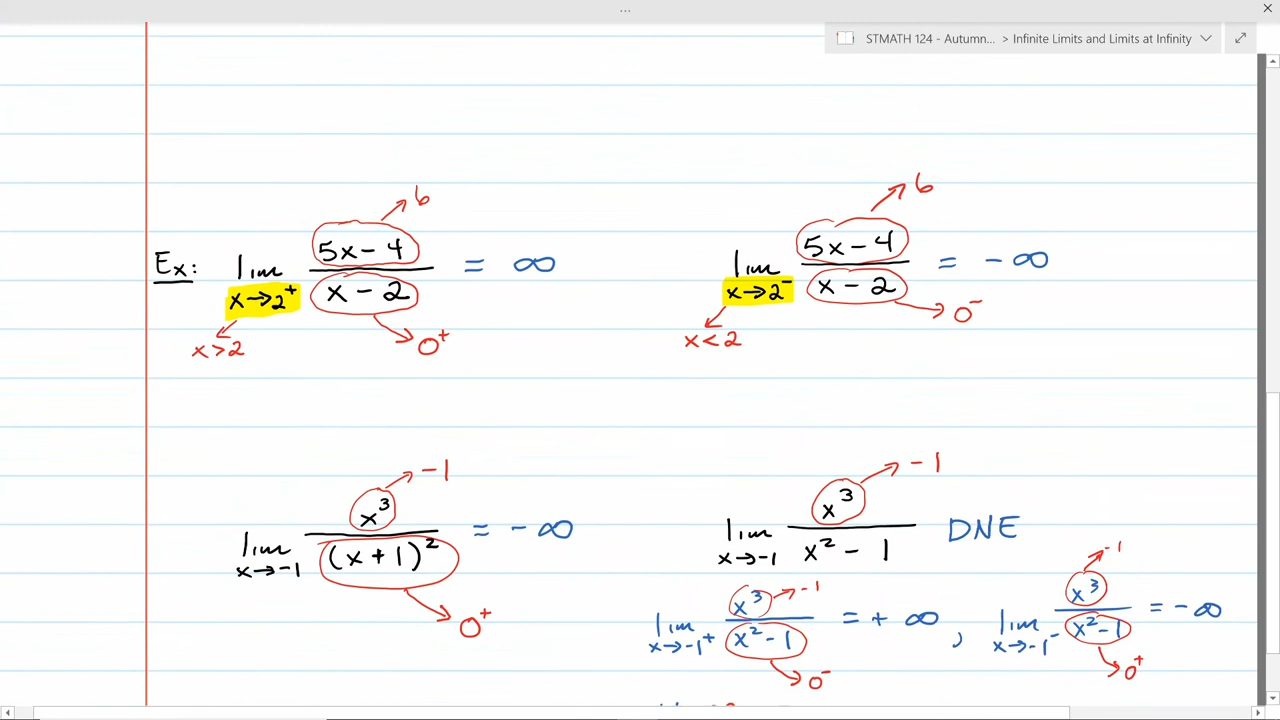 ...
STMATH 124 - Autumn... > Infinite Limits and Limits at Infinity
Ex: lim x→2⁺ (5x-4)/(x-2) = ∞
→ 6
→ 0⁺
x>2
lim x→2⁻ (5x-4)/(x-2) = -∞
→ 6
→ 0⁻
x<2
lim x→-1 x³/(x+1)² = -∞
→ -1
→ 0⁺
lim x→-1 x³/(x²-1) DNE
→ -1
lim x→-1⁺ x³/(x²-1) = +∞ ,
→ -1
→ 0⁻
lim x→-1⁻ x³/(x²-1) = -∞
→ -1
→ 0⁺